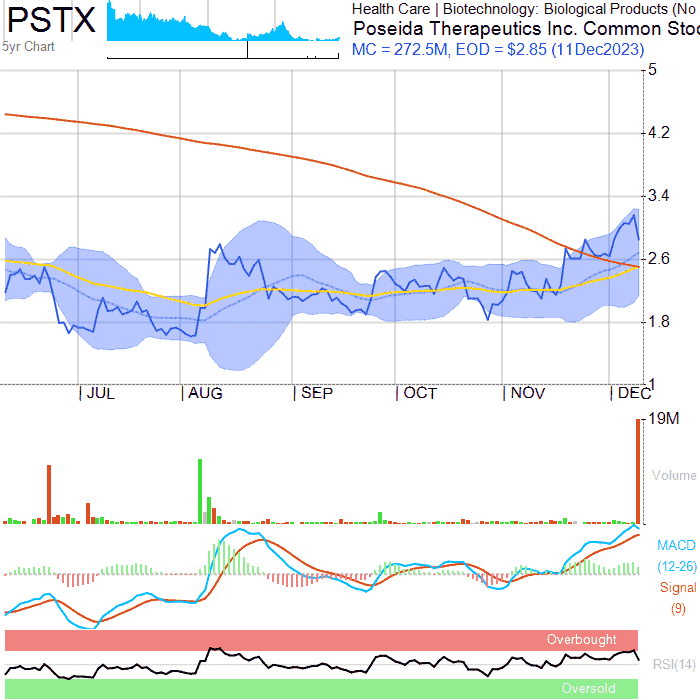 PSTX
5yr Chart
Health Care | Biotechnology: Biological Products (No
Poseida Therapeutics Inc. Common Stoc
MC = 272.5M, EOD = $2.85 (11Dec2023)
5
4.2
3.4
2.6
1.8
1
JUL AUG SEP OCT NOV DEC
19M
Volume
MACD
(12-26)
Signal
(9)
Overbought
RSI(14)
Oversold